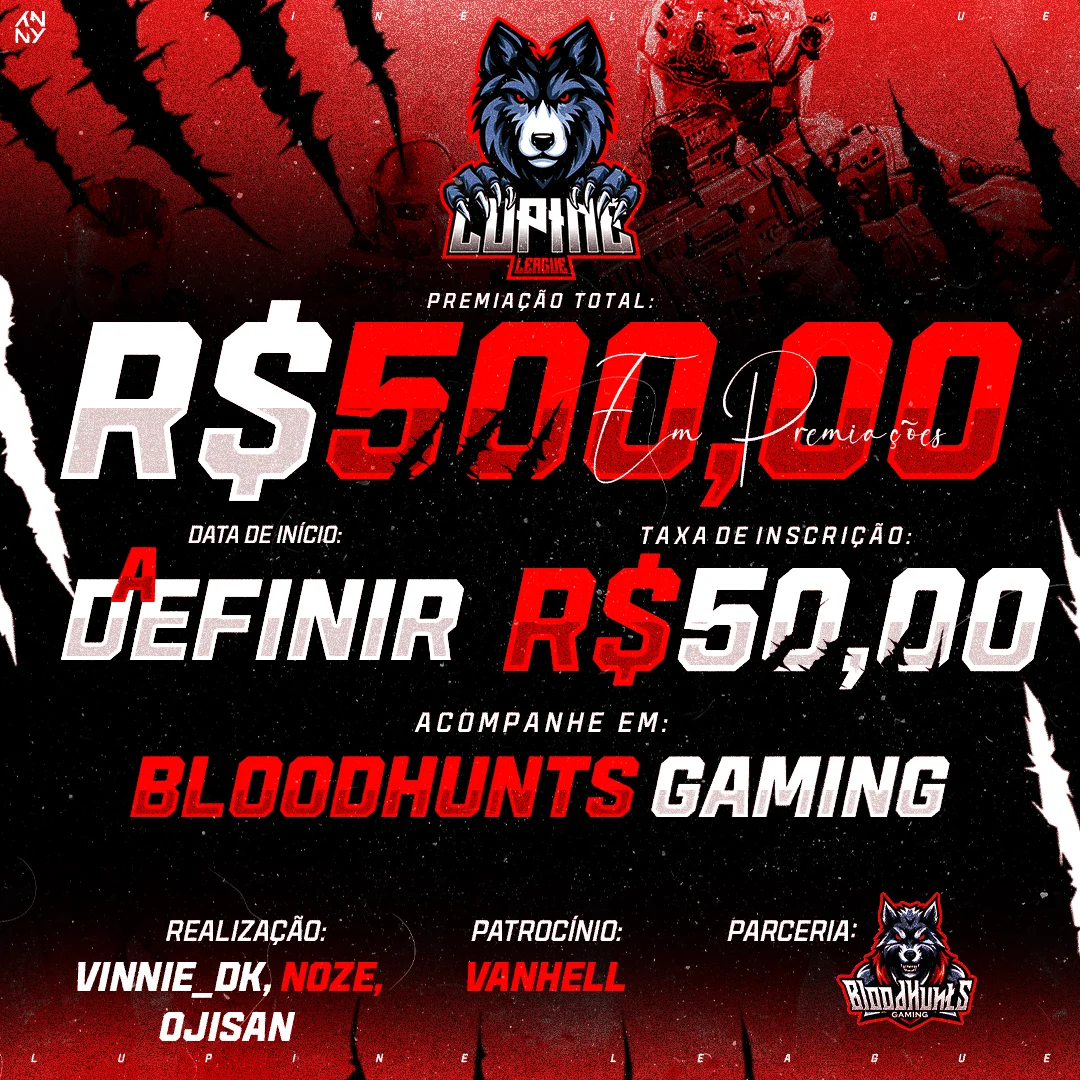 ANNY
L U P I N E L E A G U E
LUPINE
LEAGUE
PREMIAÇÃO TOTAL:
R$500,00
Em Premiações
DATA DE INÍCIO:
A DEFINIR
TAXA DE INSCRIÇÃO:
R$50,00
ACOMPANHE EM:
BLOODHUNTS GAMING
REALIZAÇÃO:
VINNIE_DK, NOZE,
OJISAN
PATROCÍNIO:
VANHELL
PARCERIA:
BLOODHUNTS
GAMING
L U P I N E L E A G U E